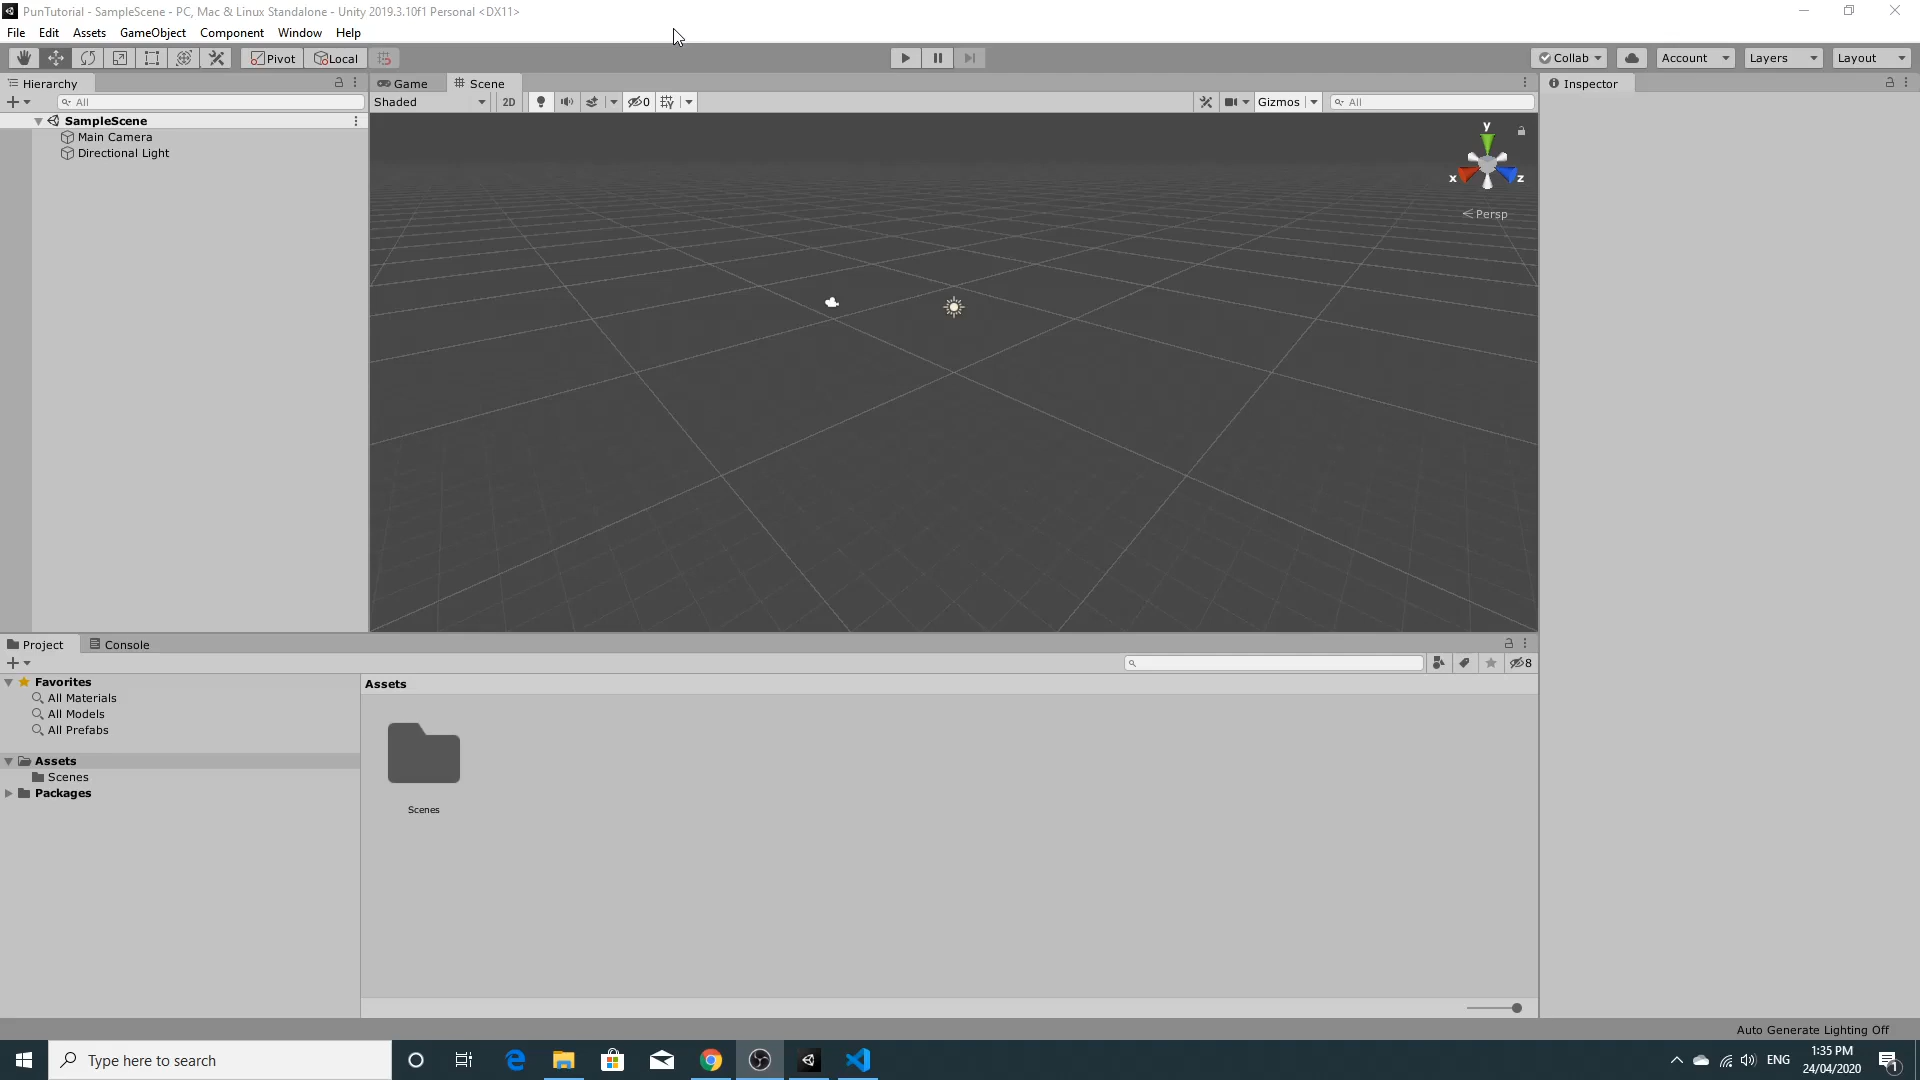 PunTutorial - SampleScene - PC, Mac & Linux Standalone - Unity 2019.3.10f1 Personal <DX11>
File Edit Assets GameObject Component Window Help
Pivot Local Collab Account Layers Layout
Hierarchy Game Scene Inspector
All Shaded 2D 0 Gizmos All
SampleScene
Main Camera
Directional Light
y
x z
Persp
Project Console
8
Favorites Assets
All Materials
All Models
All Prefabs
Assets
Scenes
Packages
Scenes
Auto Generate Lighting Off
Type here to search
ENG
1:35 PM
24/04/2020
1